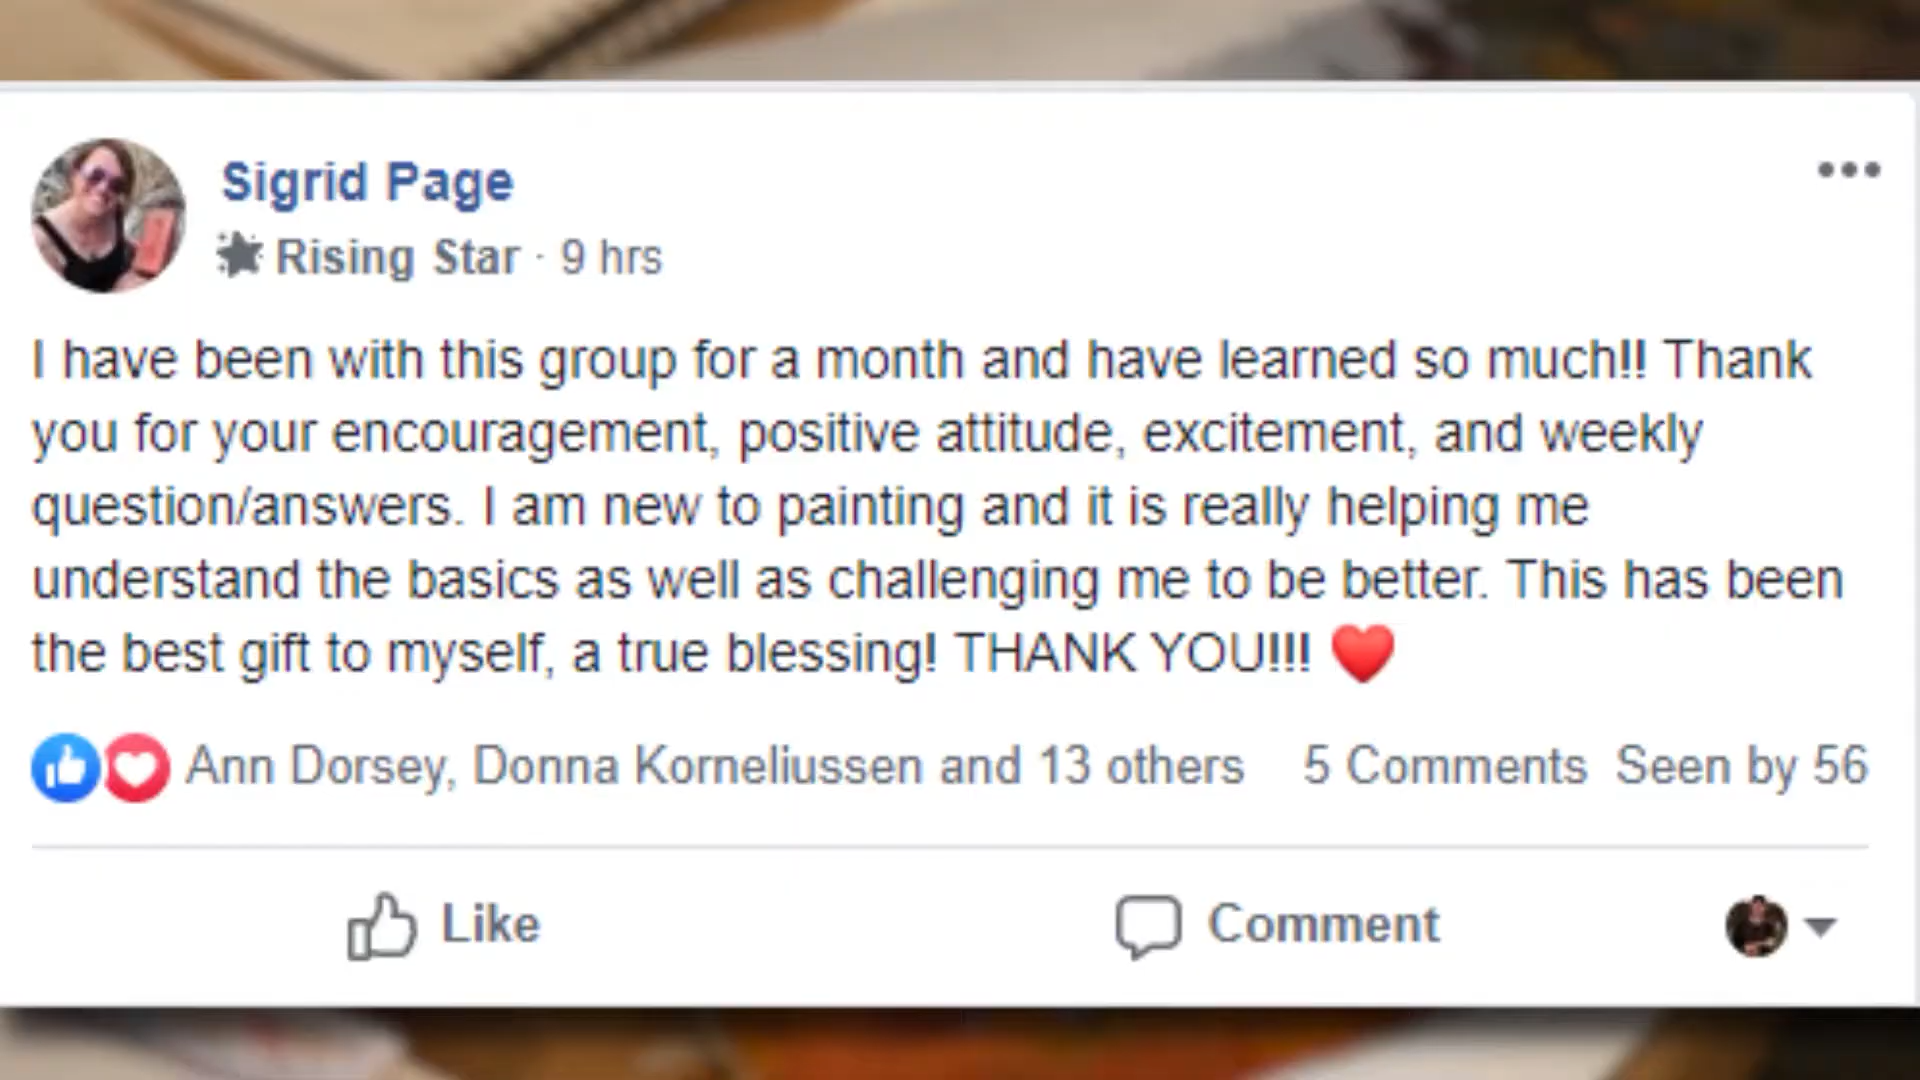 Sigrid Page
Rising Star · 9 hrs
I have been with this group for a month and have learned so much!! Thank
you for your encouragement, positive attitude, excitement, and weekly
question/answers. I am new to painting and it is really helping me
understand the basics as well as challenging me to be better. This has been
the best gift to myself, a true blessing! THANK YOU!!! ❤
Ann Dorsey, Donna Korneliussen and 13 others 5 Comments Seen by 56
Like Comment